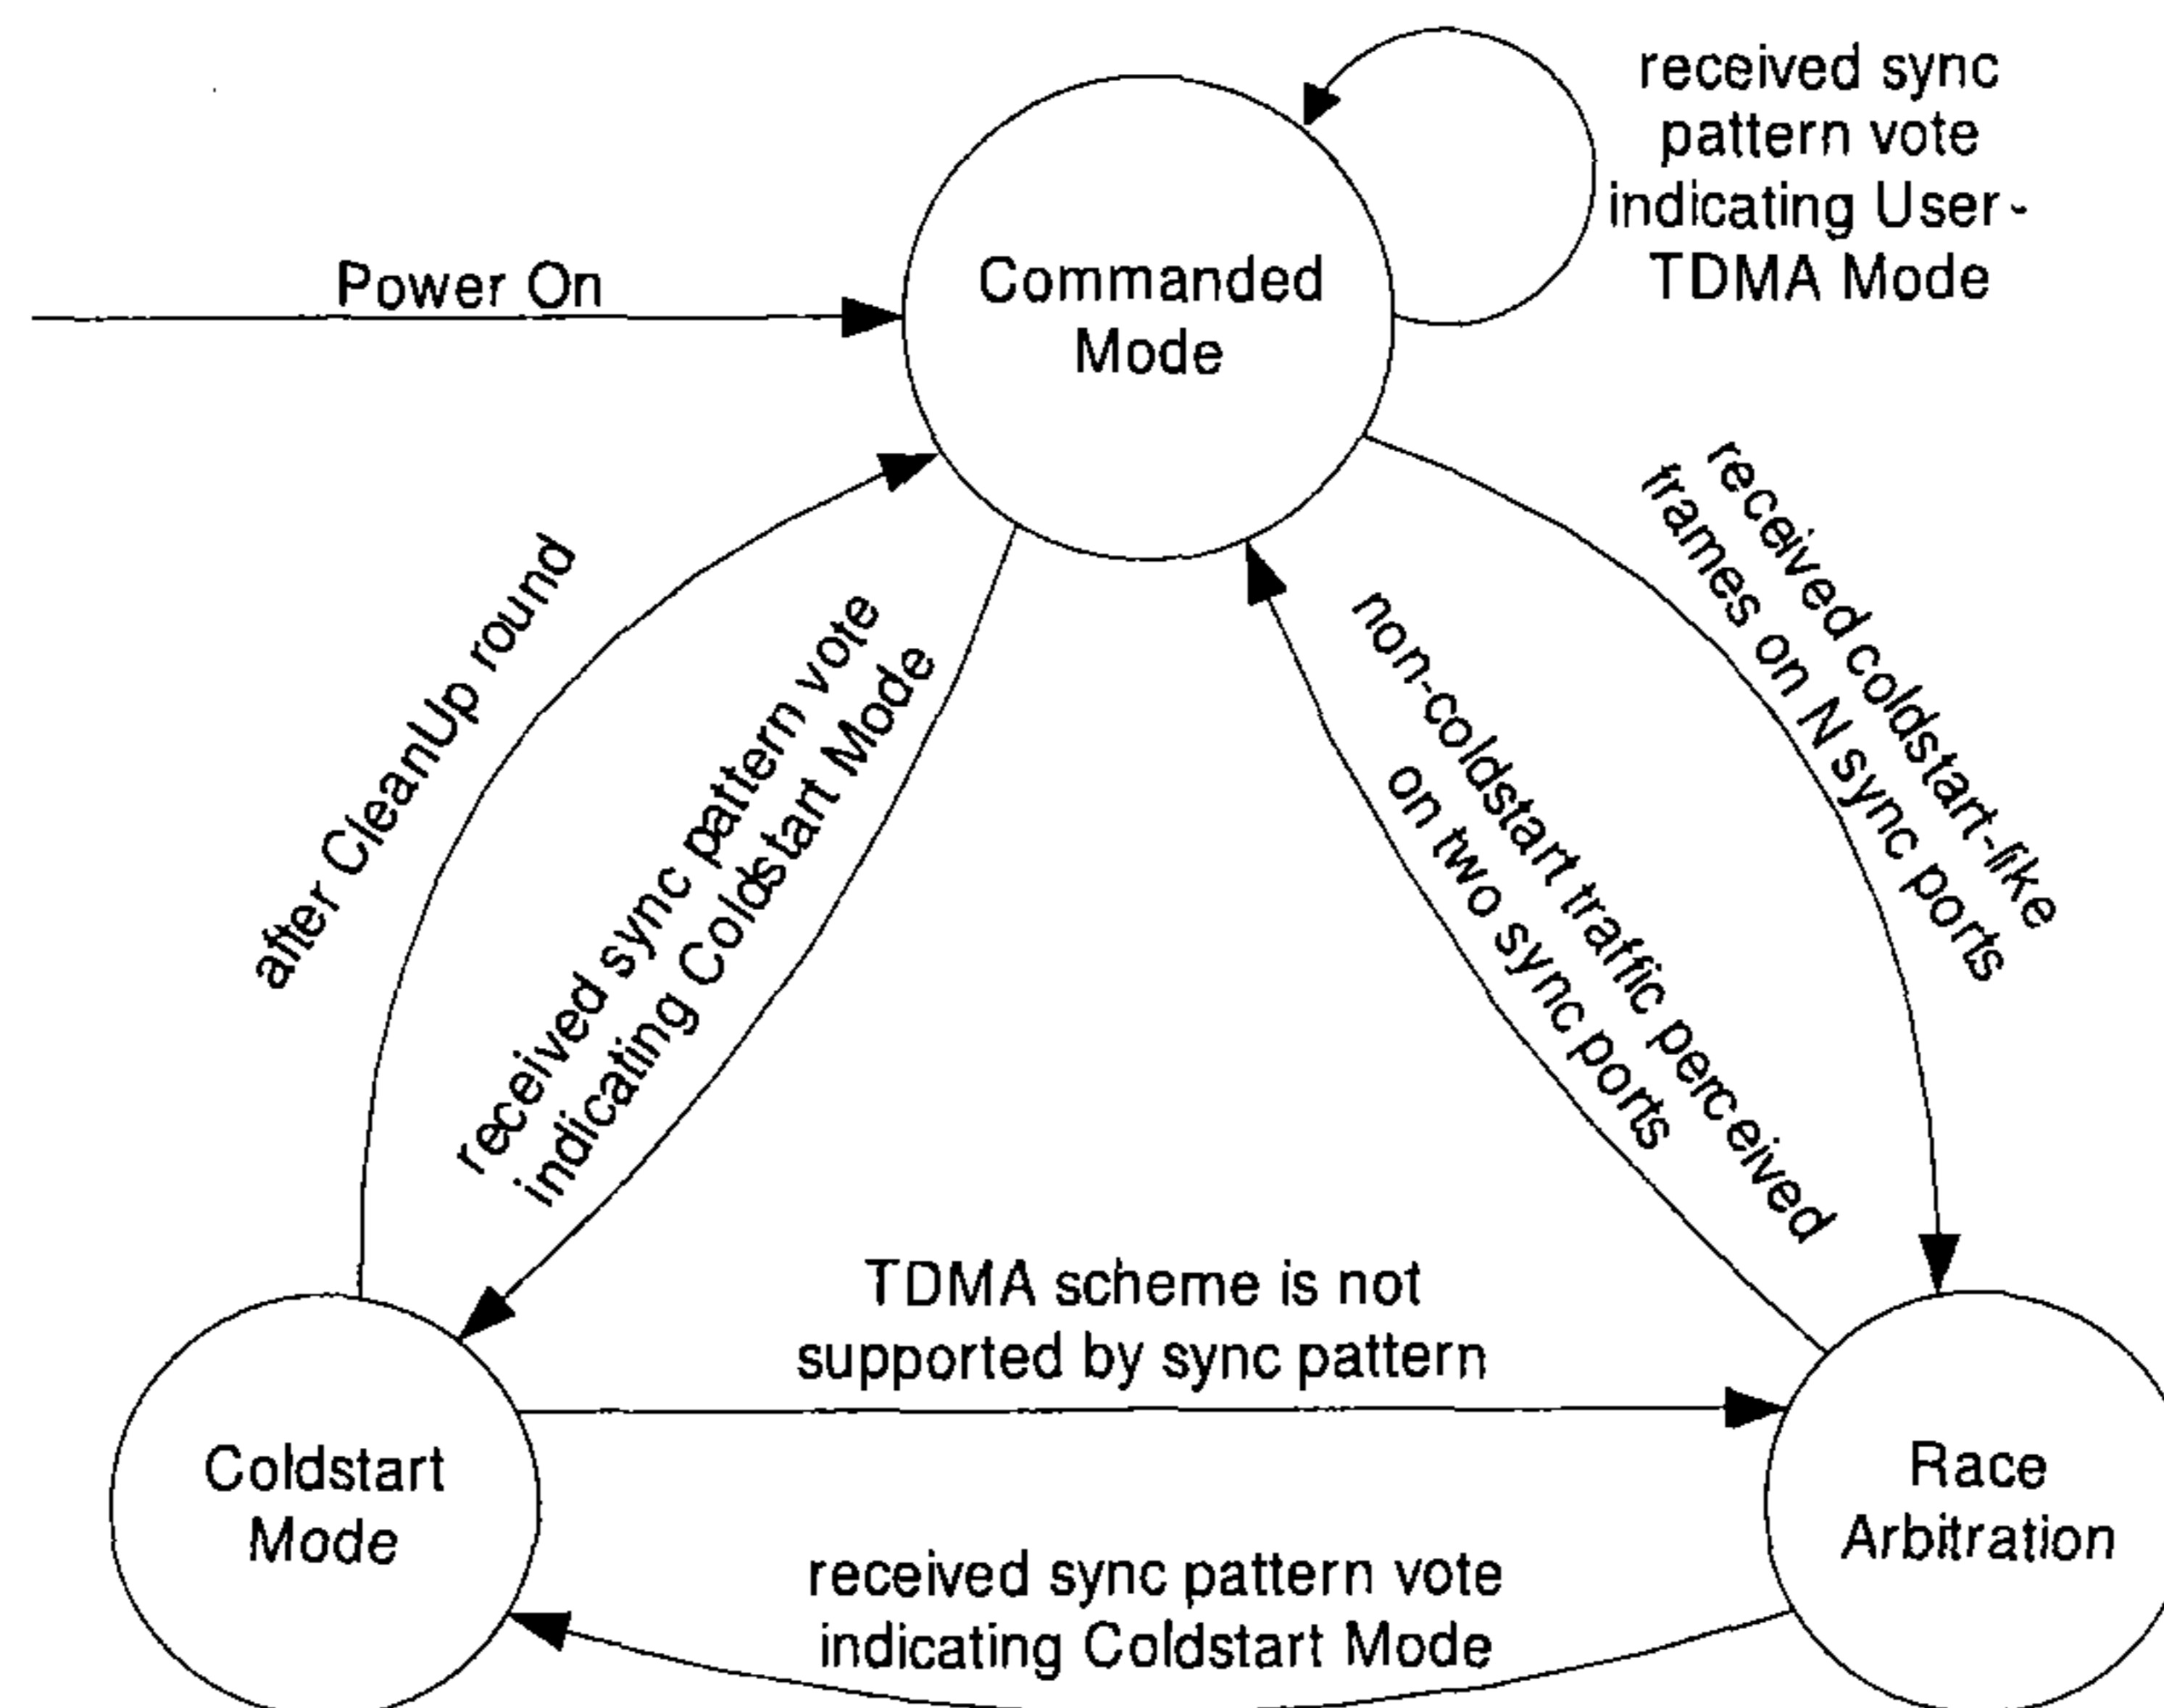 received sync
pattern vote
indicating User-
TDMA Mode
Power On
Commanded
Mode
after CleanUp round
received sync pattern vote
indicating Coldstart Mode
non-coldstart traffic perceived
on two sync ports
received coldstart-like
frames on N sync ports
TDMA scheme is not
supported by sync pattern
Coldstart
Mode
Race
Arbitration
received sync pattern vote
indicating Coldstart Mode